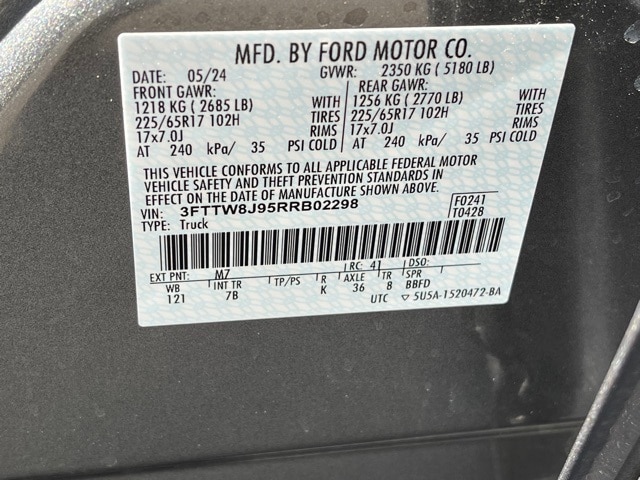 MFD. BY FORD MOTOR CO.
DATE: 05/24 GVWR: 2350 KG ( 5180 LB)
FRONT GAWR: REAR GAWR:
1218 KG ( 2685 LB) WITH 1256 KG ( 2770 LB) WITH
225/65R17 102H TIRES 225/65R17 102H TIRES
17x7.0J RIMS 17x7.0J RIMS
AT 240 kPa/ 35 PSI COLD AT 240 kPa/ 35 PSI COLD
THIS VEHICLE CONFORMS TO ALL APPLICABLE FEDERAL MOTOR
VEHICLE SAFETY AND THEFT PREVENTION STANDARDS IN
EFFECT ON THE DATE OF MANUFACTURE SHOWN ABOVE.
VIN: 3FTTW8J95RRB02298 F0241
TYPE: Truck T0428
EXT PNT: M7 RC: 41 DSO:
WB INT TR TP/PS R AXLE TR SPR
121 7B K 36 8 BBFD
UTC ▽ 5U5A-1520472-BA